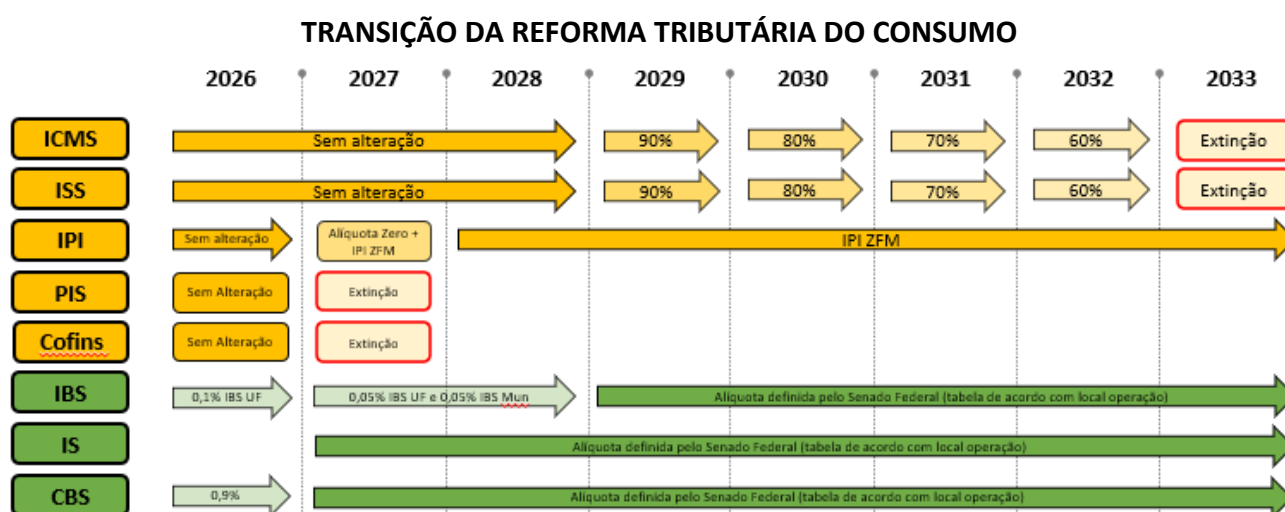 TRANSIÇÃO DA REFORMA TRIBUTÁRIA DO CONSUMO
2026 2027 2028 2029 2030 2031 2032 2033
ICMS Sem alteração 90% 80% 70% 60% Extinção
ISS Sem alteração 90% 80% 70% 60% Extinção
IPI Sem alteração Alíquota Zero + IPI ZFM IPI ZFM
PIS Sem Alteração Extinção
Cofins Sem Alteração Extinção
IBS 0,1% IBS UF 0,05% IBS UF e 0,05% IBS Mun Alíquota definida pelo Senado Federal (tabela de acordo com local operação)
IS Alíquota definida pelo Senado Federal (tabela de acordo com local operação)
CBS 0,9% Alíquota definida pelo Senado Federal (tabela de acordo com local operação)